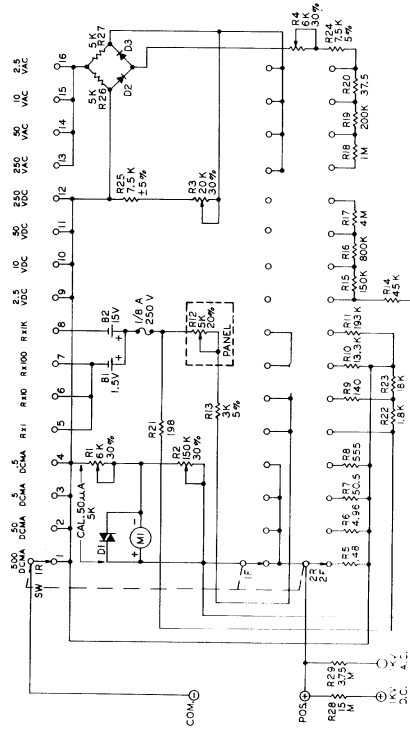 500 DCMA
50 DCMA
5 DCMA
.5 DCMA
Rx1
Rx10
Rx100
Rx1K
2.5 VDC
10 VDC
50 VDC
250 VDC
250 VAC
50 VAC
10 VAC
2.5 VAC
1 2 3 4 5 6 7 8 9 10 11 12 13 14 15 16
1R
SW
CAL. 50 µA
5K
R1
6K
30%
D1
M1
- +
R2
150K
30%
B1
1.5V
+
B2
15V
+
1/8 A
250 V
R21
198
R12
5K
20%
PANEL
R13
3K
5%
R25
7.5K
±5%
R3
20K
30%
5K
R26
5K
R27
D2
D3
R4
6K
30%
R24
7.5K
5%
R20
37.5
R19
200K
R18
1M
R17
4M
R16
800K
R15
150K
R14
45K
R11
193K
R10
13.3K
R9
140
R23
18K
R22
1.8K
R8
555
R7
50.5
R6
4.96
R5
.48
1F
2R
2F
COM.
-
POS.
+
R28
15
M
R29
3.75
M
1KV
D.C.
1KV
A.C.